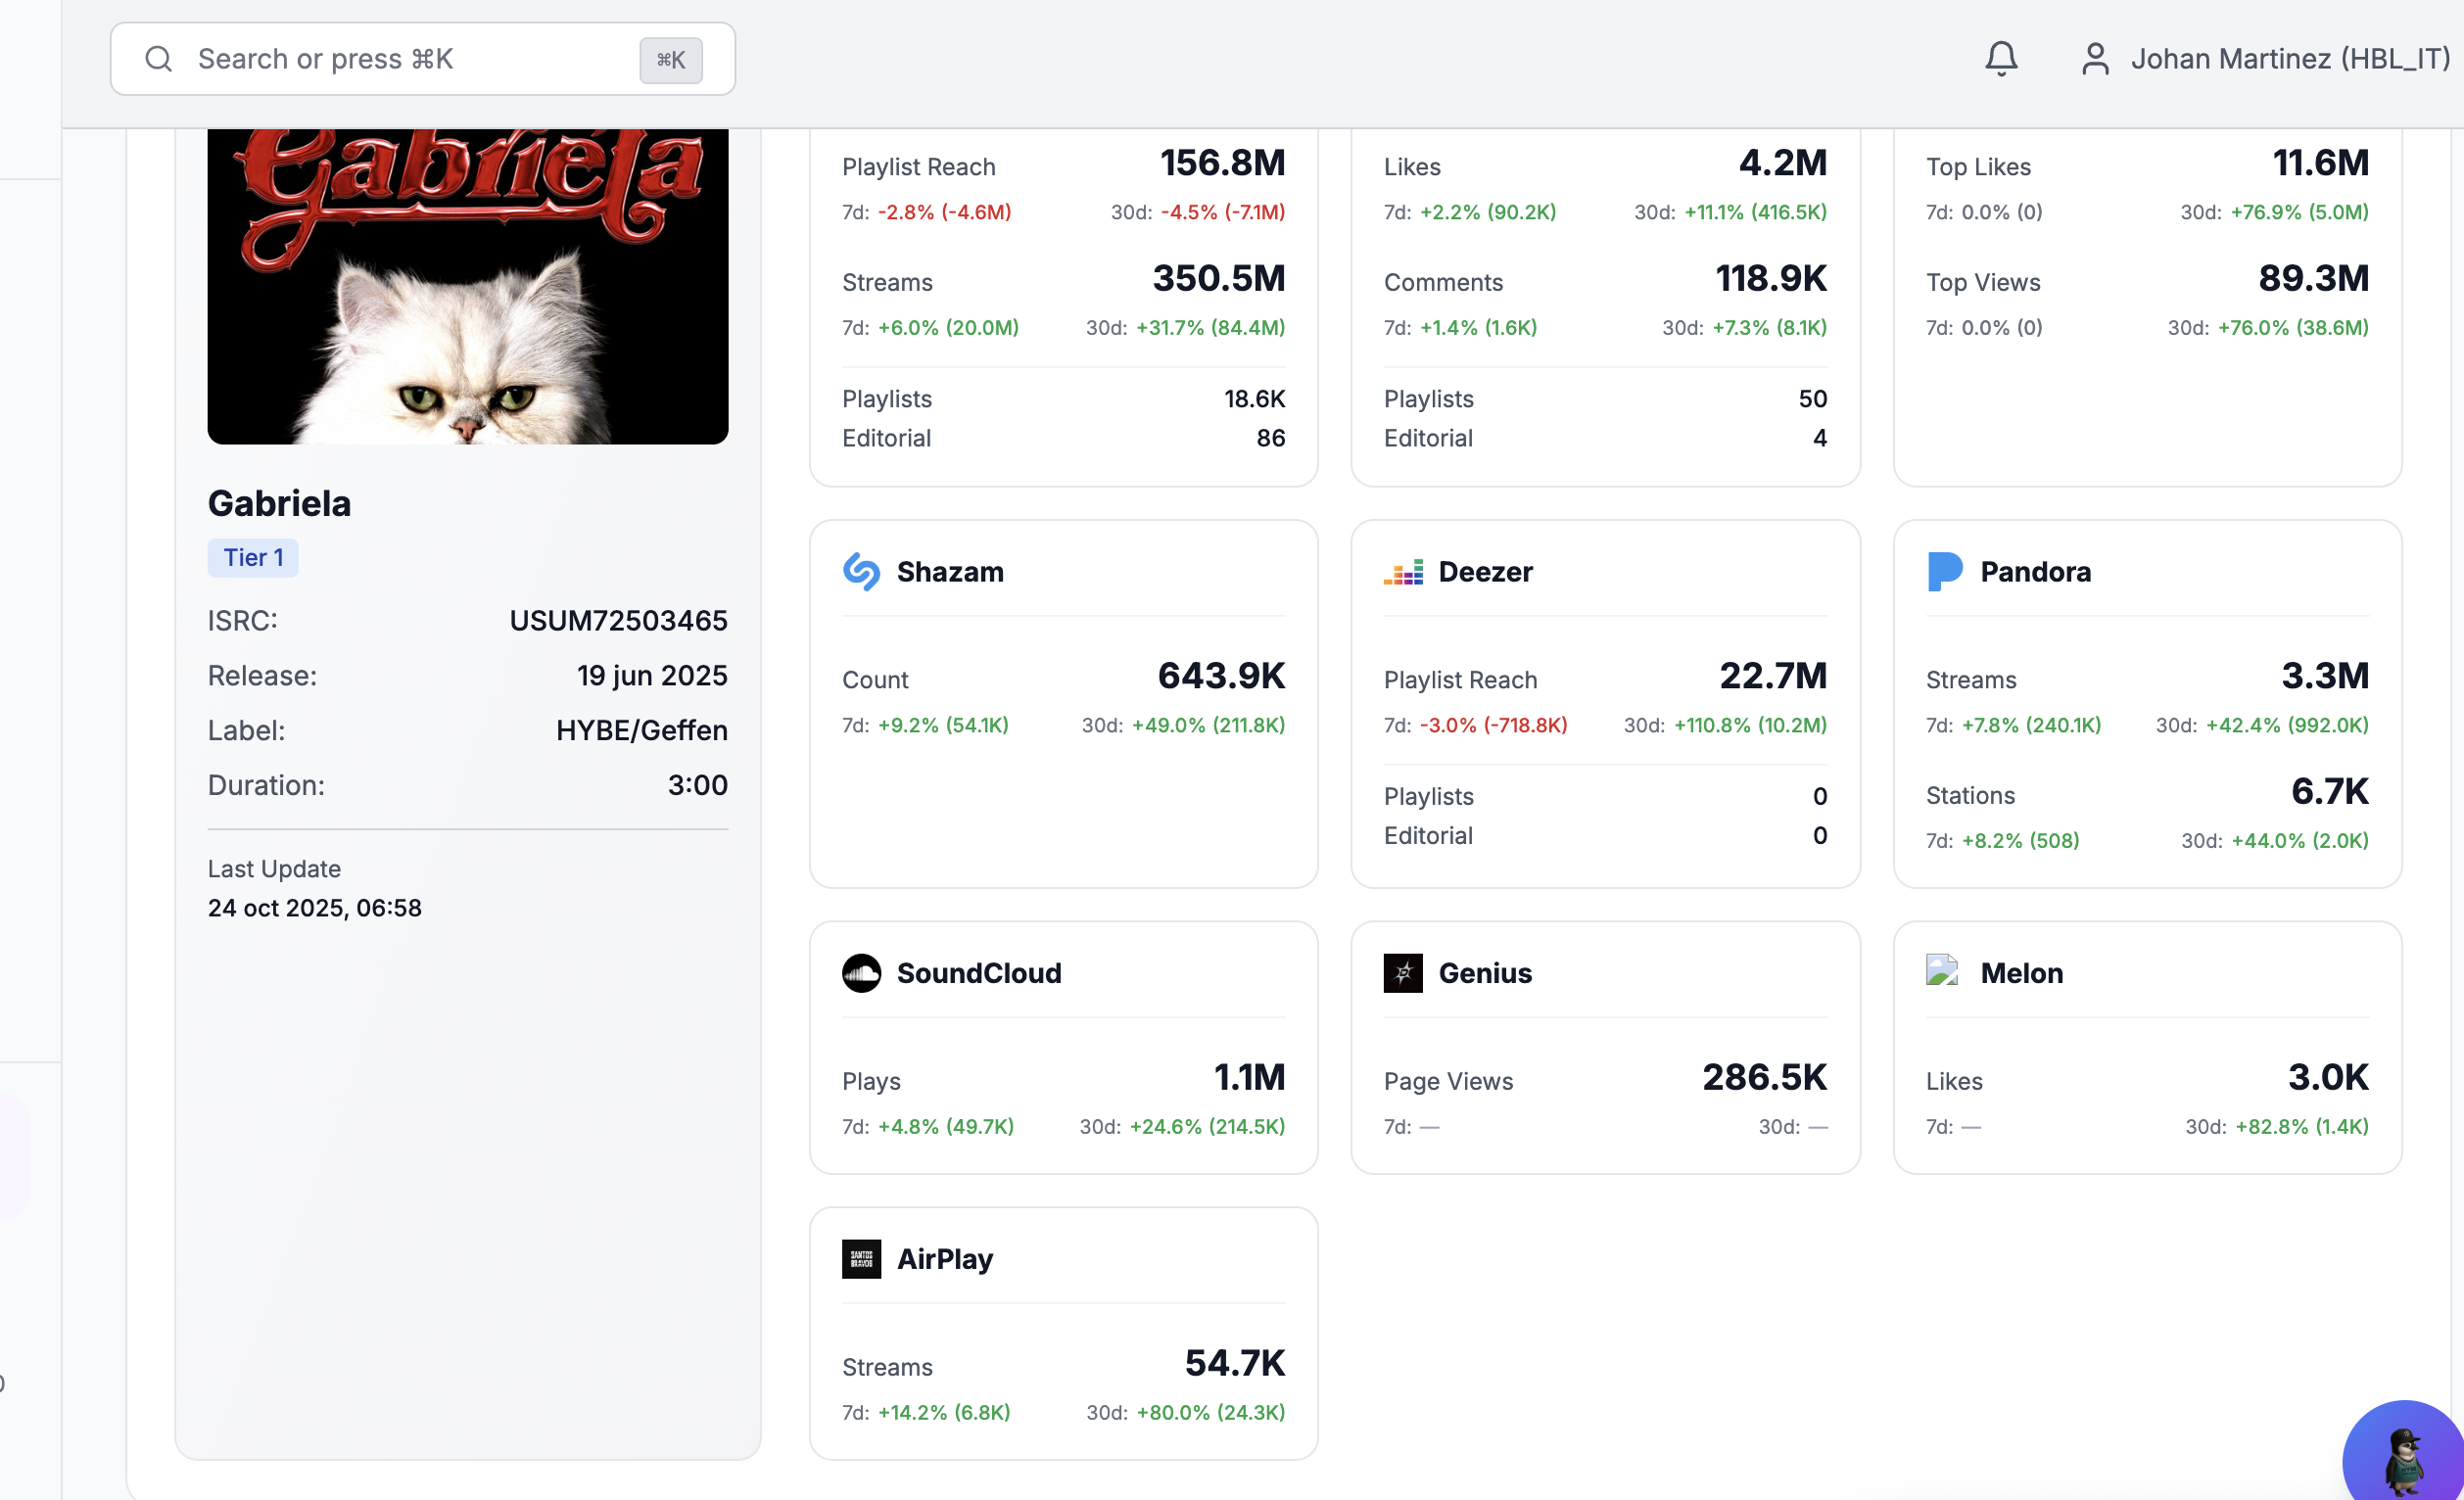 Search or press ⌘K
⌘K
Johan Martinez (HBL_IT)
Gabriela
Gabriela
Tier 1
ISRC: USUM72503465
Release: 19 jun 2025
Label: HYBE/Geffen
Duration: 3:00
Last Update
24 oct 2025, 06:58
Playlist Reach 156.8M
7d: -2.8% (-4.6M) 30d: -4.5% (-7.1M)
Streams 350.5M
7d: +6.0% (20.0M) 30d: +31.7% (84.4M)
Playlists 18.6K
Editorial 86
Likes 4.2M
7d: +2.2% (90.2K) 30d: +11.1% (416.5K)
Comments 118.9K
7d: +1.4% (1.6K) 30d: +7.3% (8.1K)
Playlists 50
Editorial 4
Top Likes 11.6M
7d: 0.0% (0) 30d: +76.9% (5.0M)
Top Views 89.3M
7d: 0.0% (0) 30d: +76.0% (38.6M)
Shazam
Count 643.9K
7d: +9.2% (54.1K) 30d: +49.0% (211.8K)
Deezer
Playlist Reach 22.7M
7d: -3.0% (-718.8K) 30d: +110.8% (10.2M)
Playlists 0
Editorial 0
Pandora
Streams 3.3M
7d: +7.8% (240.1K) 30d: +42.4% (992.0K)
Stations 6.7K
7d: +8.2% (508) 30d: +44.0% (2.0K)
SoundCloud
Plays 1.1M
7d: +4.8% (49.7K) 30d: +24.6% (214.5K)
Genius
Page Views 286.5K
7d: — 30d: —
Melon
Likes 3.0K
7d: — 30d: +82.8% (1.4K)
SANTOS
BRAVOS
AirPlay
Streams 54.7K
7d: +14.2% (6.8K) 30d: +80.0% (24.3K)